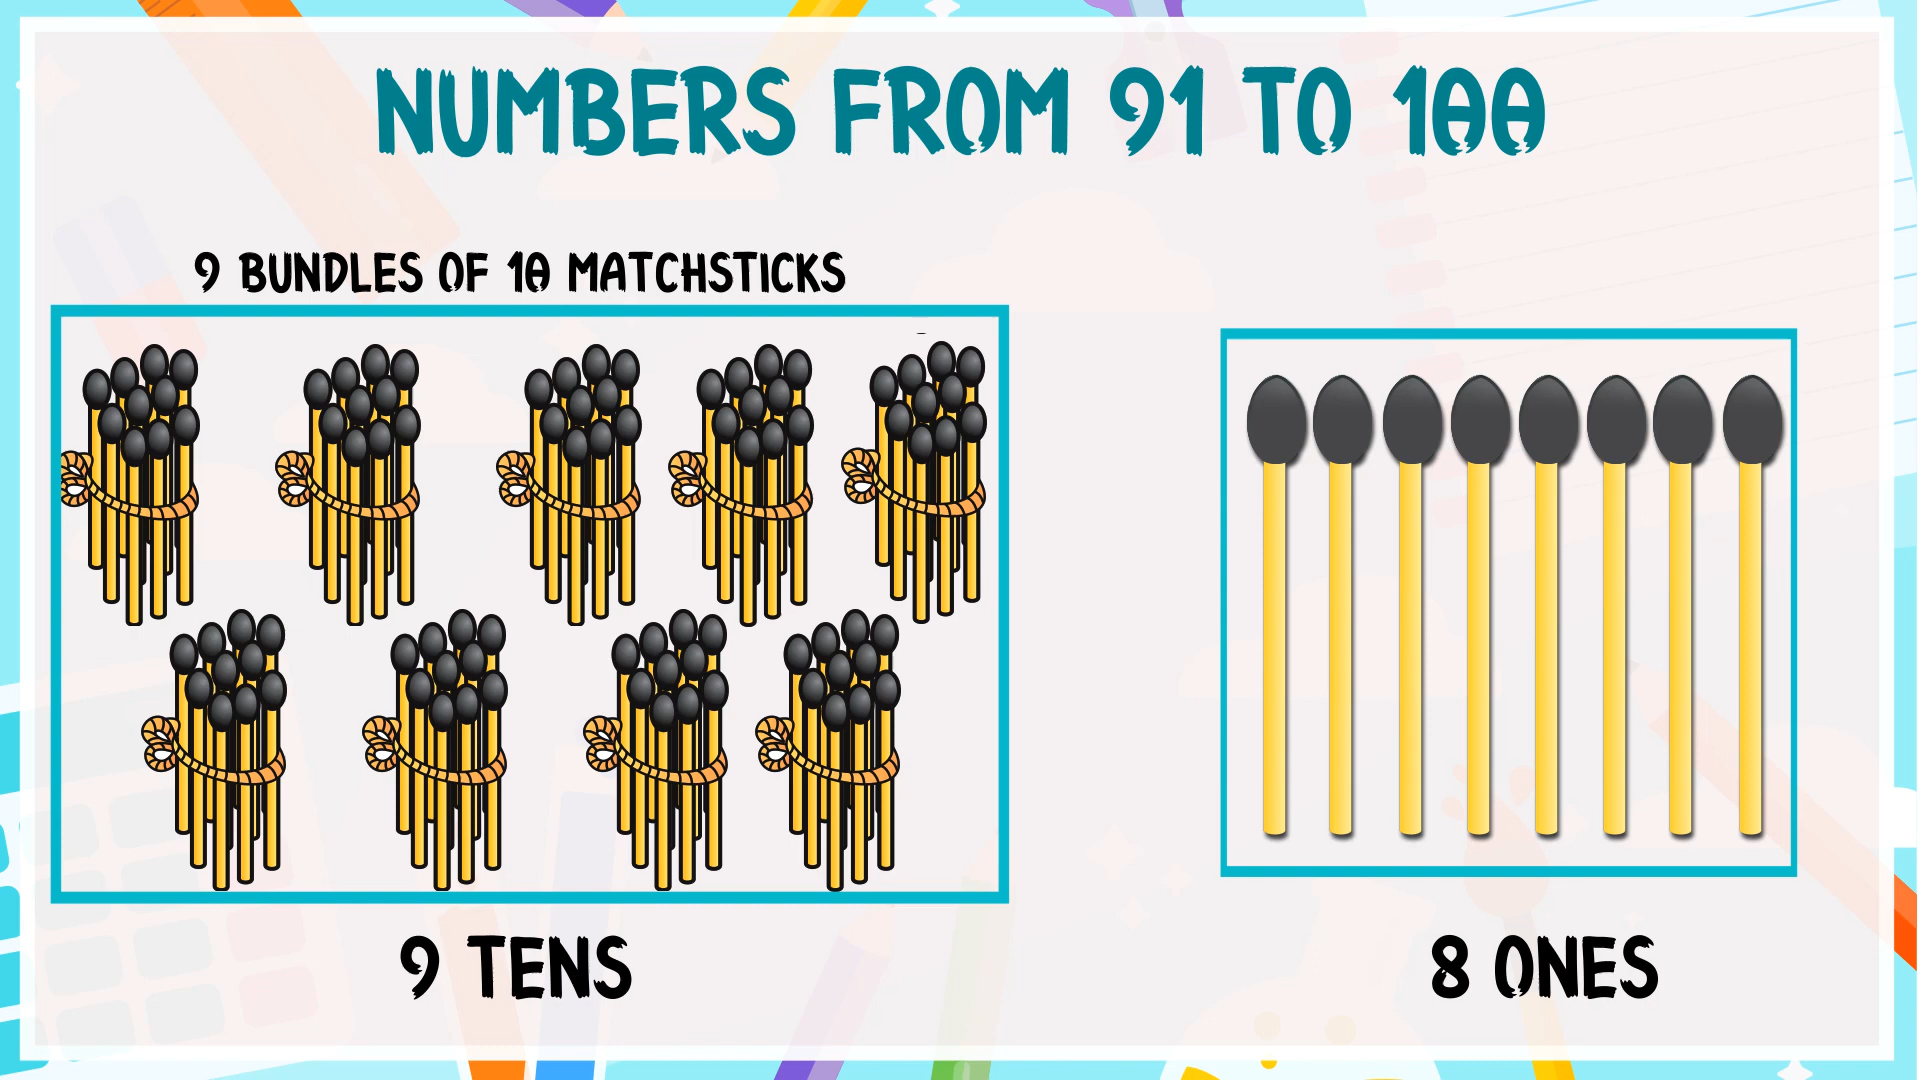 NUMBERS FROM 91 TO 100
9 BUNDLES OF 10 MATCHSTICKS
9 TENS
8 ONES